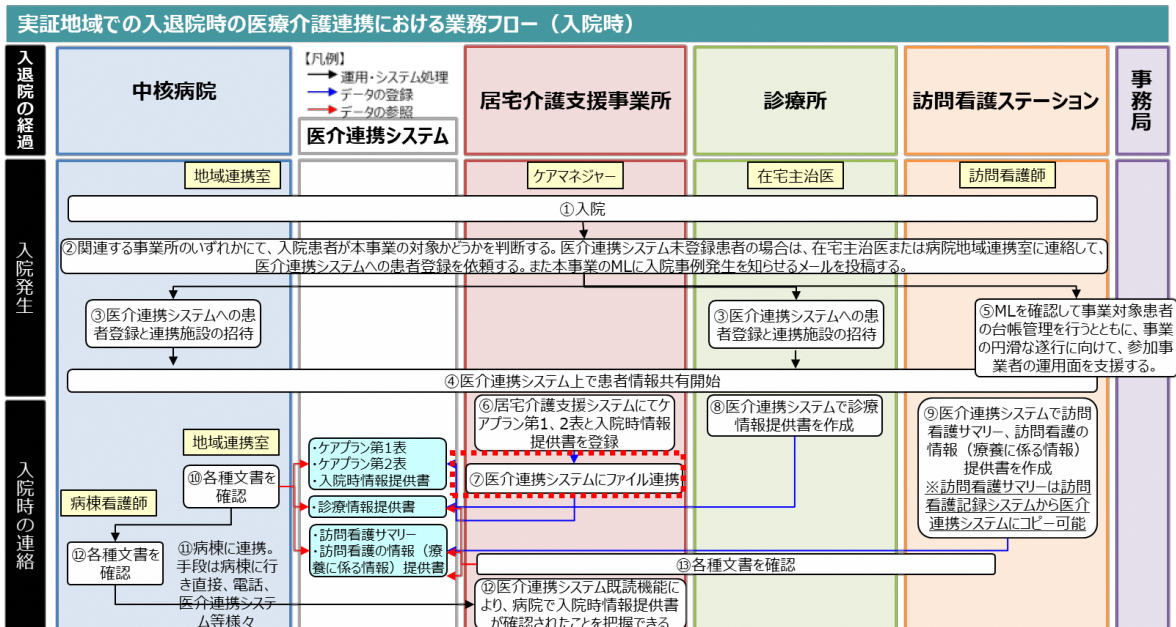 実証地域での入退院時の医療介護連携における業務フロー（入院時）
入退院の経過
中核病院
【凡例】
運用・システム処理
データの登録
データの参照
医介連携システム
居宅介護支援事業所
診療所
訪問看護ステーション
事務局
入院発生
地域連携室
ケアマネジャー
在宅主治医
訪問看護師
①入院
②関連する事業所のいずれかにて、入院患者が本事業の対象かどうかを判断する。医介連携システム未登録患者の場合は、在宅主治医または病院地域連携室に連絡して、
医介連携システムへの患者登録を依頼する。また本事業のMLに入院事例発生を知らせるメールを投稿する。
③医介連携システムへの患
者登録と連携施設の招待
③医介連携システムへの患
者登録と連携施設の招待
⑤MLを確認して事業対象患者
の台帳管理を行うとともに、事業
の円滑な遂行に向けて、参加事
業者の運用面を支援する。
④医介連携システム上で患者情報共有開始
入院時の連絡
⑥居宅介護支援システムにてケ
アプラン第1、2表と入院時情報
提供書を登録
⑧医介連携システムで診療
情報提供書を作成
⑨医介連携システムで訪問
看護サマリー、訪問看護の
情報（療養に係る情報）
提供書を作成
※訪問看護サマリーは訪問
看護記録システムから医介
連携システムにコピー可能
地域連携室
⑩各種文書を
確認
・ケアプラン第1表
・ケアプラン第2表
・入院時情報提供書
⑦医介連携システムにファイル連携
・診療情報提供書
病棟看護師
・訪問看護サマリー
・訪問看護の情報（療
養に係る情報）提供書
⑫各種文書を
確認
⑪病棟に連携。
手段は病棟に行
き直接、電話、
医介連携システ
ム等様々
⑬各種文書を確認
⑫医介連携システム既読機能に
より、病院で入院時情報提供書
が確認されたことを把握できる